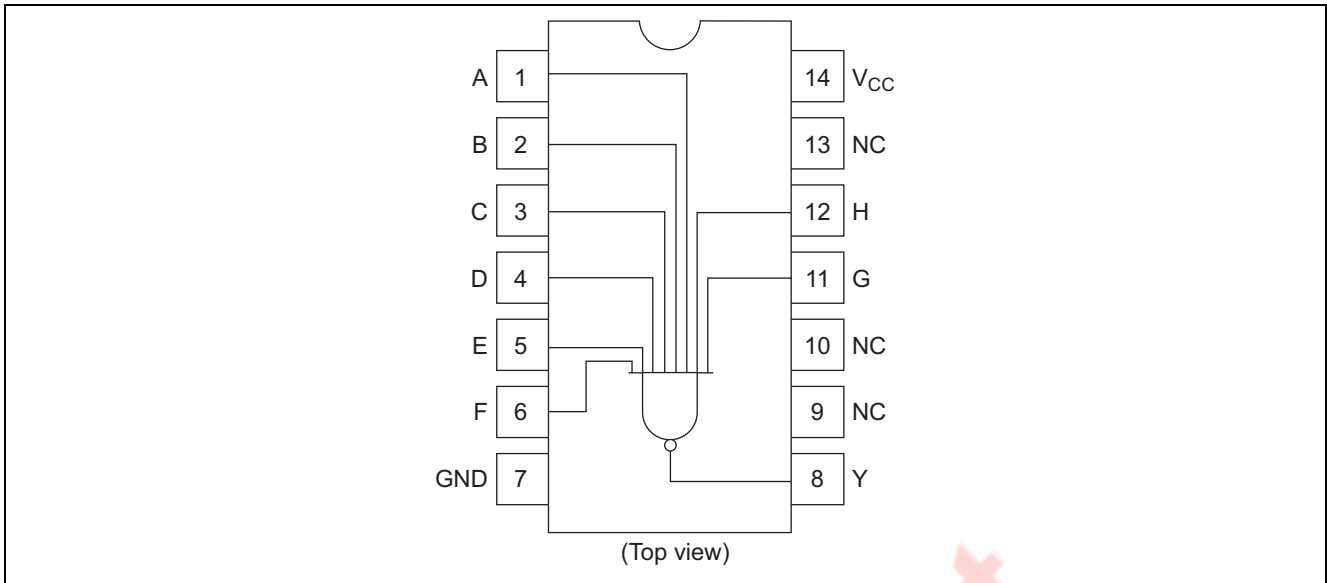 A 1 14 VCC
B 2 13 NC
C 3 12 H
D 4 11 G
E 5 10 NC
F 6 9 NC
GND 7 8 Y
(Top view)